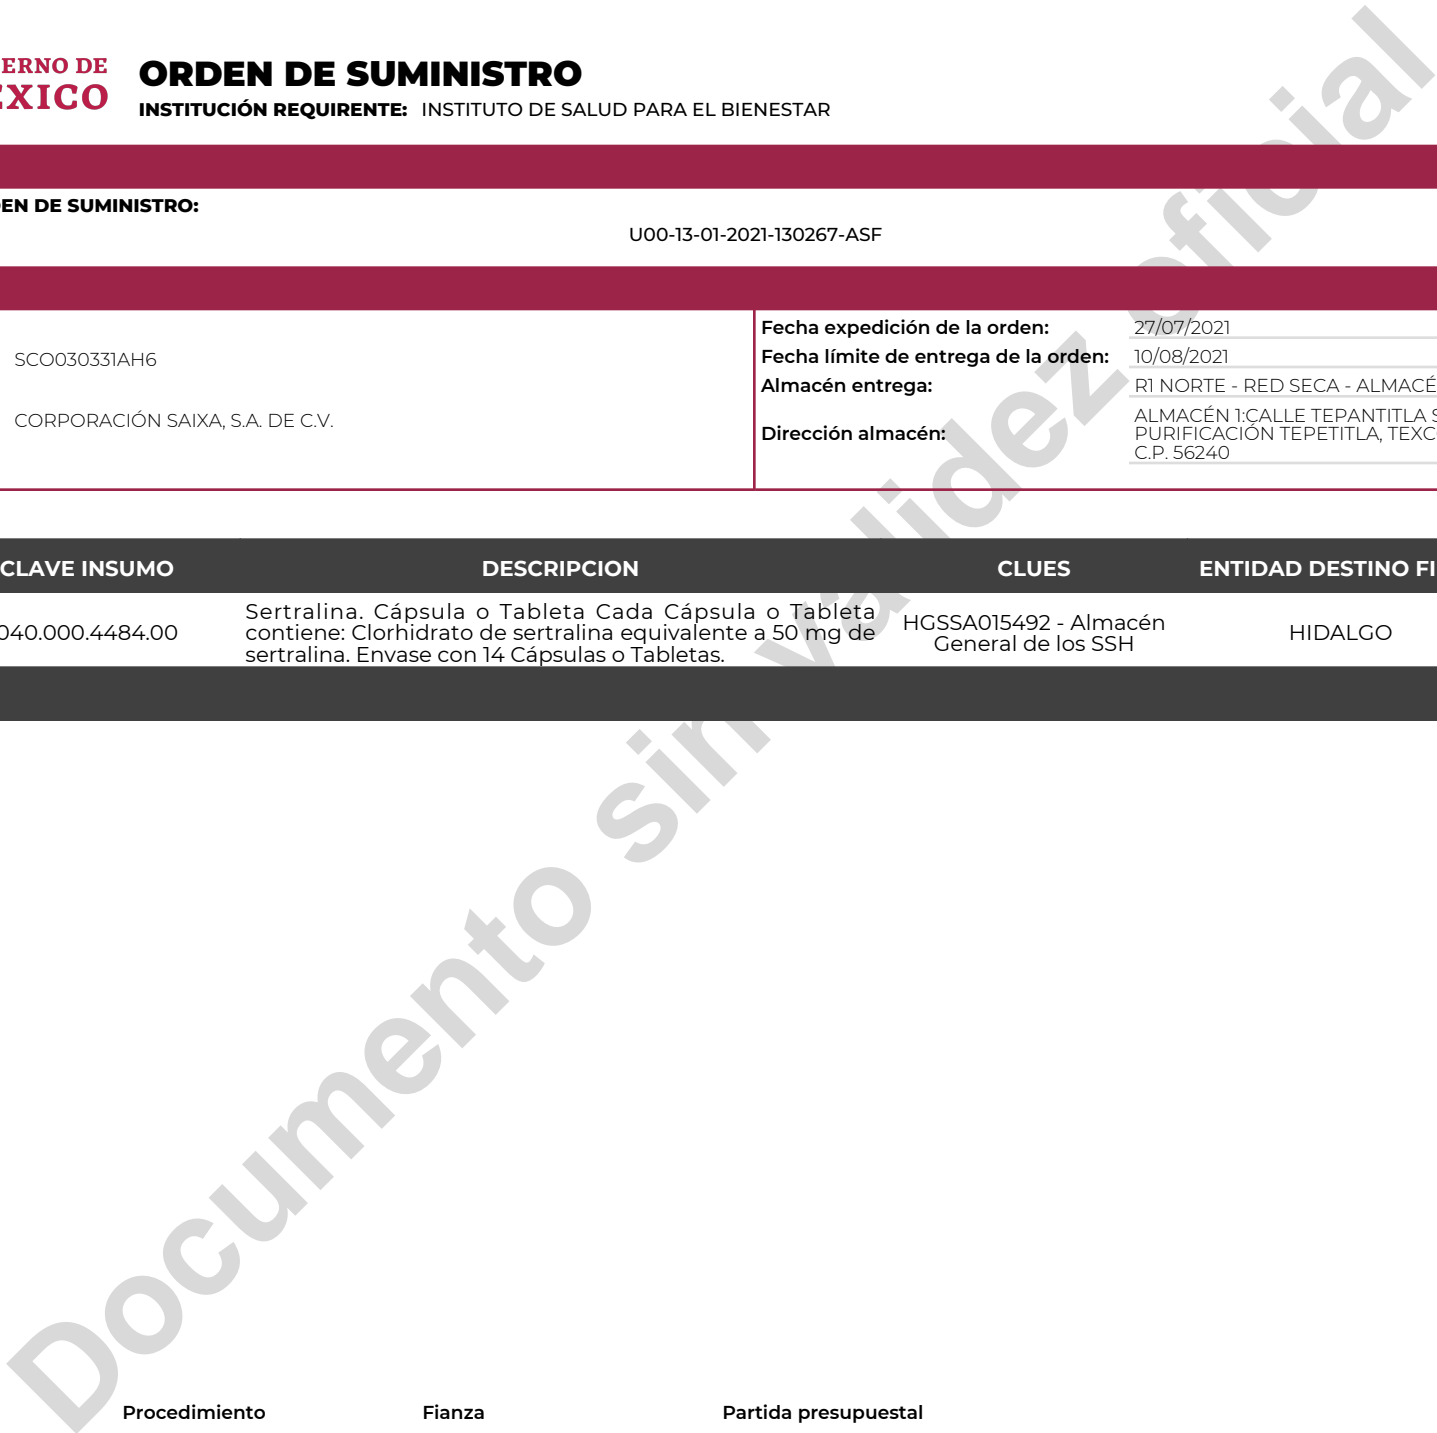 ERNO DE
ÉXICO
ORDEN DE SUMINISTRO
INSTITUCIÓN REQUIRENTE: INSTITUTO DE SALUD PARA EL BIENESTAR
EN DE SUMINISTRO:
U00-13-01-2021-130267-ASF
SCO030331AH6
CORPORACIÓN SAIXA, S.A. DE C.V.
Fecha expedición de la orden: 27/07/2021
Fecha límite de entrega de la orden: 10/08/2021
Almacén entrega: R1 NORTE - RED SECA - ALMACÉ
Dirección almacén: ALMACÉN 1:CALLE TEPANTITLA S
PURIFICACIÓN TEPETITLA, TEXC
C.P. 56240
CLAVE INSUMO DESCRIPCION CLUES ENTIDAD DESTINO FI
040.000.4484.00
Sertralina. Cápsula o Tableta Cada Cápsula o Tableta
contiene: Clorhidrato de sertralina equivalente a 50 mg de
sertralina. Envase con 14 Cápsulas o Tabletas.
HGSSA015492 - Almacén
General de los SSH
HIDALGO
Documento sin validez oficial
Procedimiento Fianza Partida presupuestal